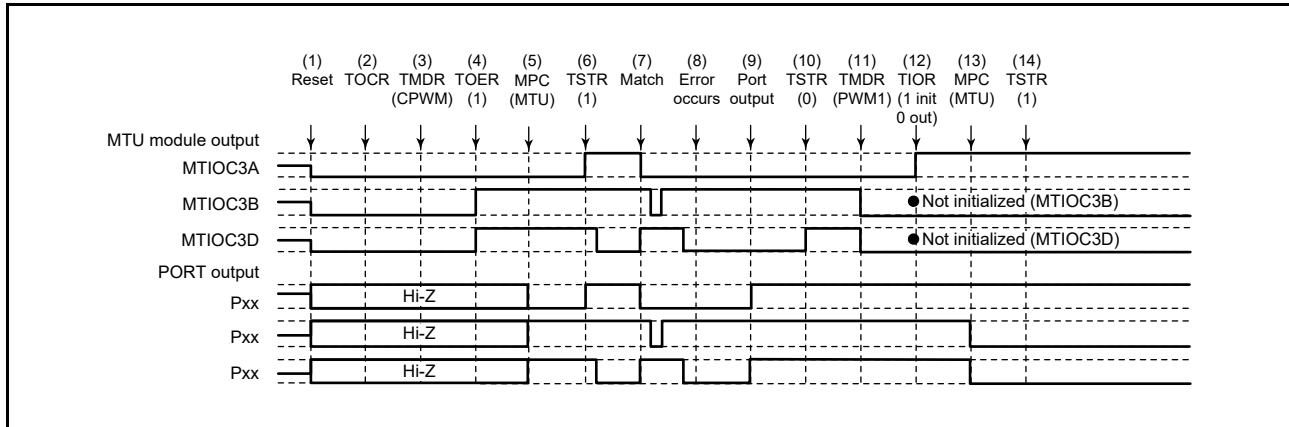 (1) (2) (3) (4) (5) (6) (7) (8) (9) (10) (11) (12) (13) (14)
Reset TOCR TMDR TOER MPC TSTR Match Error Port TSTR TMDR TIOR MPC TSTR
(CPWM) (1) (MTU) (1) occurs output (0) (PWM1) (1 init (MTU) (1)
0 out)
MTU module output
MTIOC3A
MTIOC3B Not initialized (MTIOC3B)
MTIOC3D Not initialized (MTIOC3D)
PORT output
Pxx Hi-Z
Pxx Hi-Z
Pxx Hi-Z